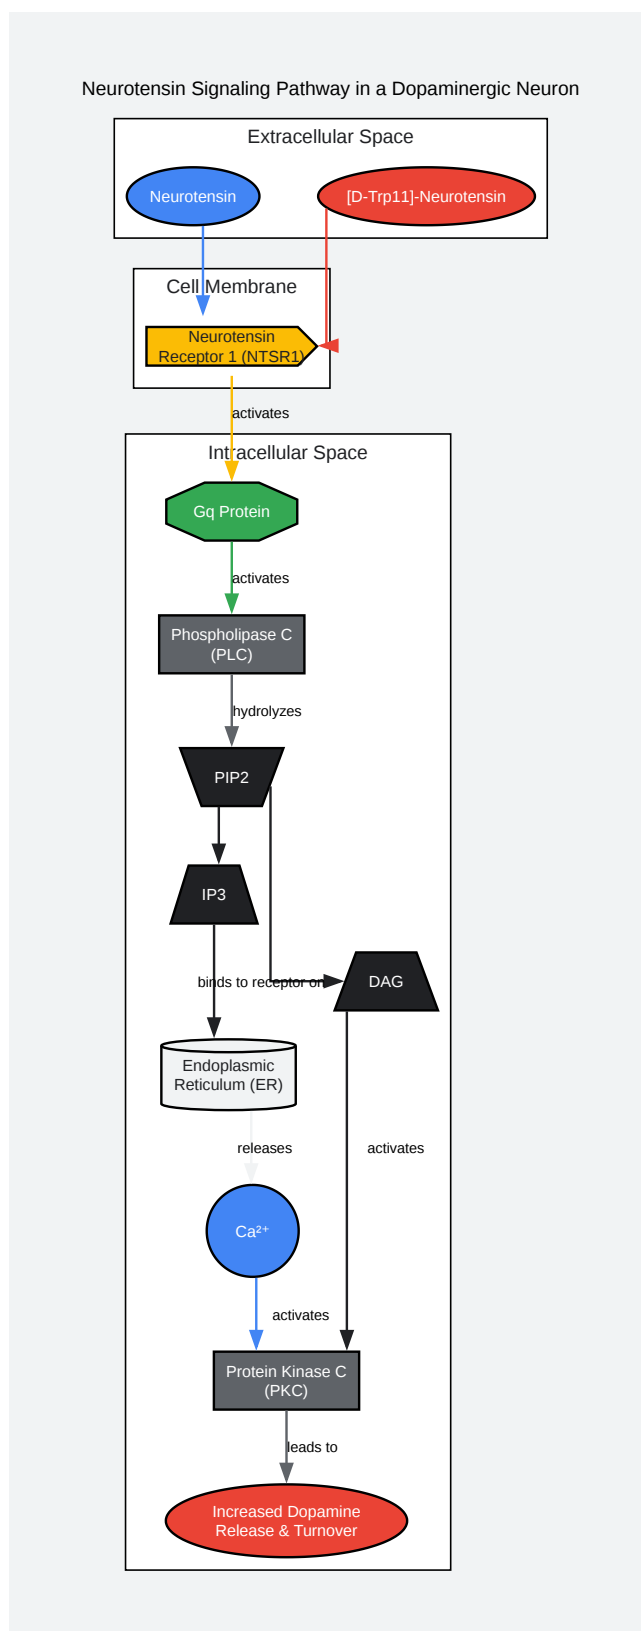 Neurotensin Signaling Pathway in a Dopaminergic Neuron
Extracellular Space
Neurotensin
[D-Trp11]-Neurotensin
Cell Membrane
Neurotensin
Receptor 1 (NTSR1)
activates
Intracellular Space
Gq Protein
activates
Phospholipase C
(PLC)
hydrolyzes
PIP2
IP3
binds to receptor on
DAG
Endoplasmic
Reticulum (ER)
releases
activates
Ca²⁺
activates
Protein Kinase C
(PKC)
leads to
Increased Dopamine
Release & Turnover